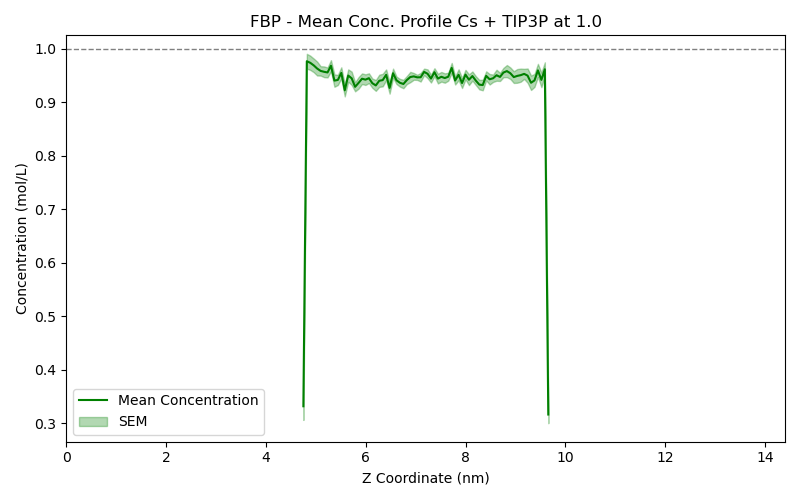 FBP - Mean Conc. Profile Cs + TIP3P at 1.0
Concentration (mol/L)
1.0
0.9
0.8
0.7
0.6
0.5
0.4
0.3
Mean Concentration
SEM
0 2 4 6 8 10 12 14
Z Coordinate (nm)